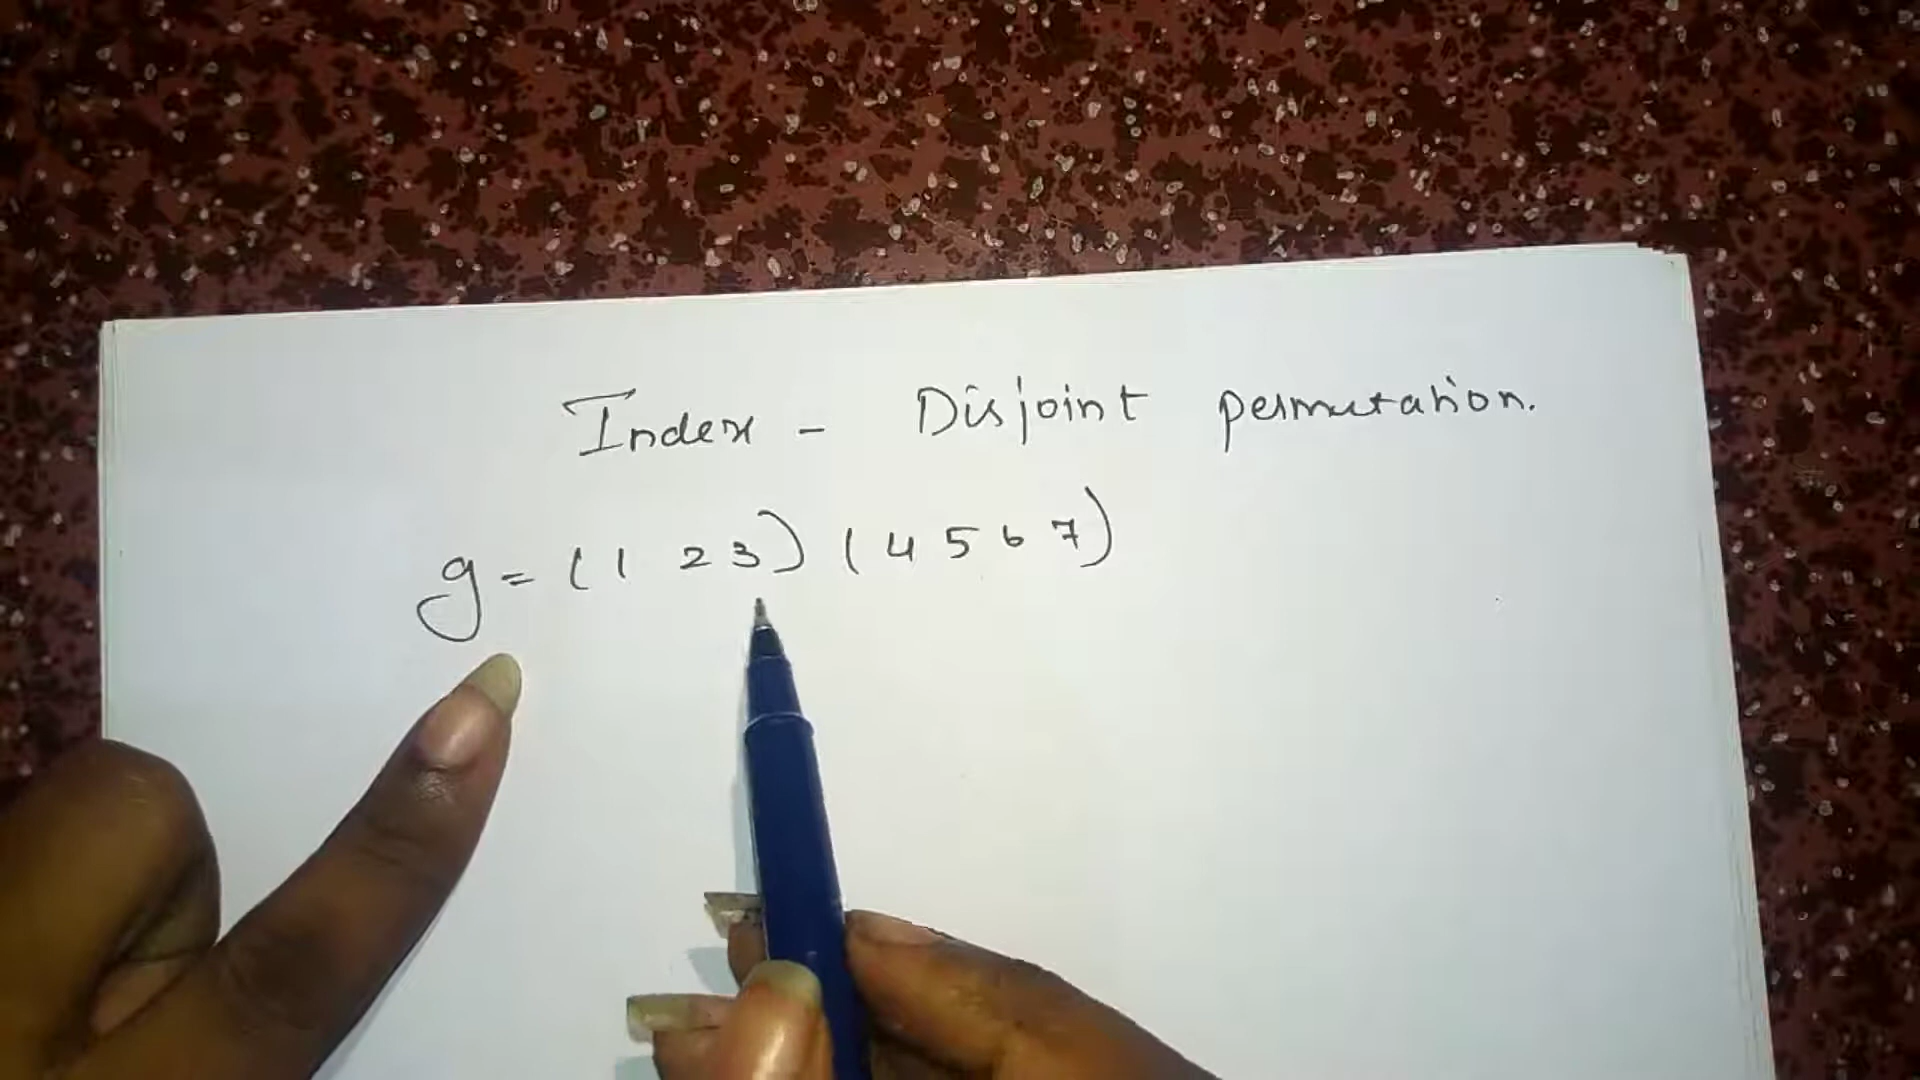 Index - Disjoint permutation.
g = (1 2 3) (4 5 6 7)